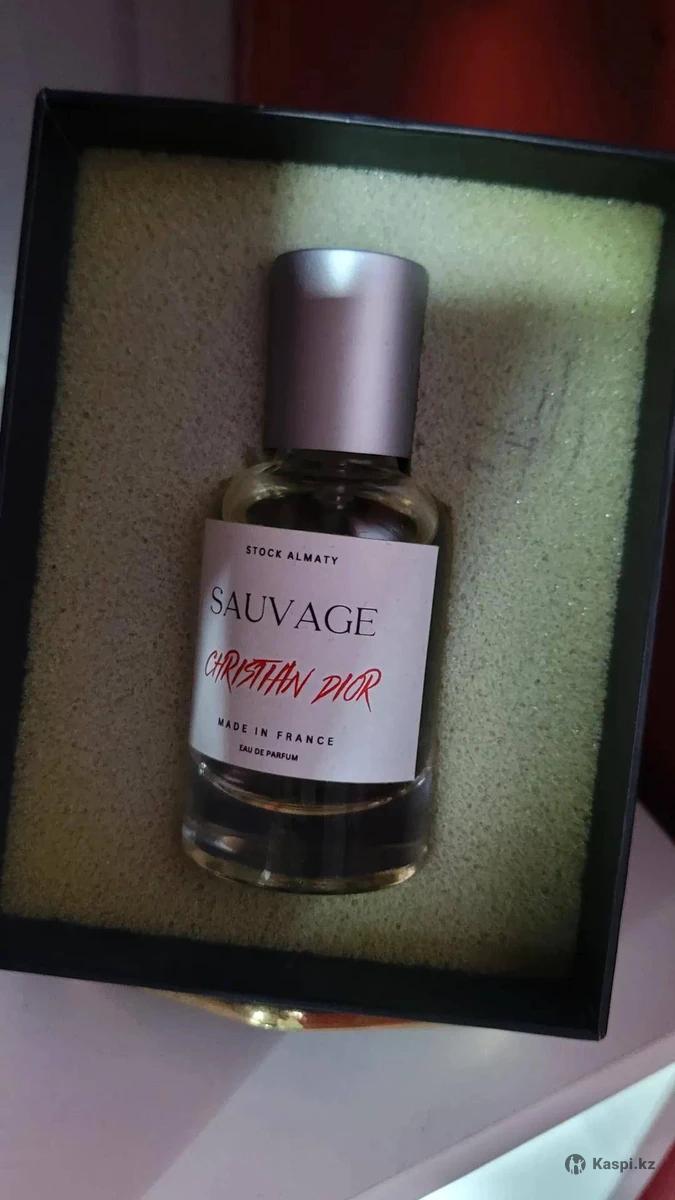 STOCK ALMATY
SAUVAGE
CHRISTIAN DIOR
MADE IN FRANCE
EAU DE PARFUM
Kaspi.kz